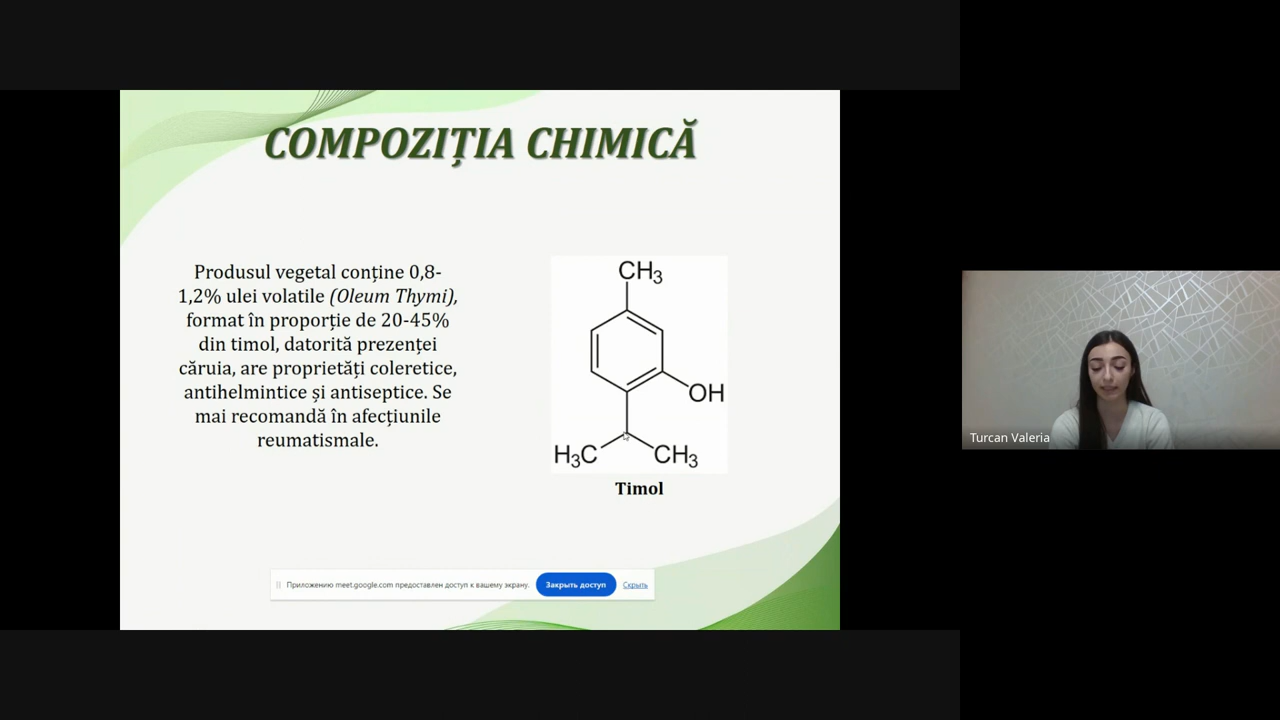 COMPOZIȚIA CHIMICĂ
Produsul vegetal conține 0,8-
1,2% ulei volatile (Oleum Thymi),
format în proporție de 20-45%
din timol, datorită prezenței
căruia, are proprietăți coleretice,
antihelmintice și antiseptice. Se
mai recomandă în afecțiunile
reumatismale.
CH3
OH
H3C CH3
Timol
Приложению meet.google.com предоставлен доступ к вашему экрану. Закрыть доступ Скрыть
Turcan Valeria